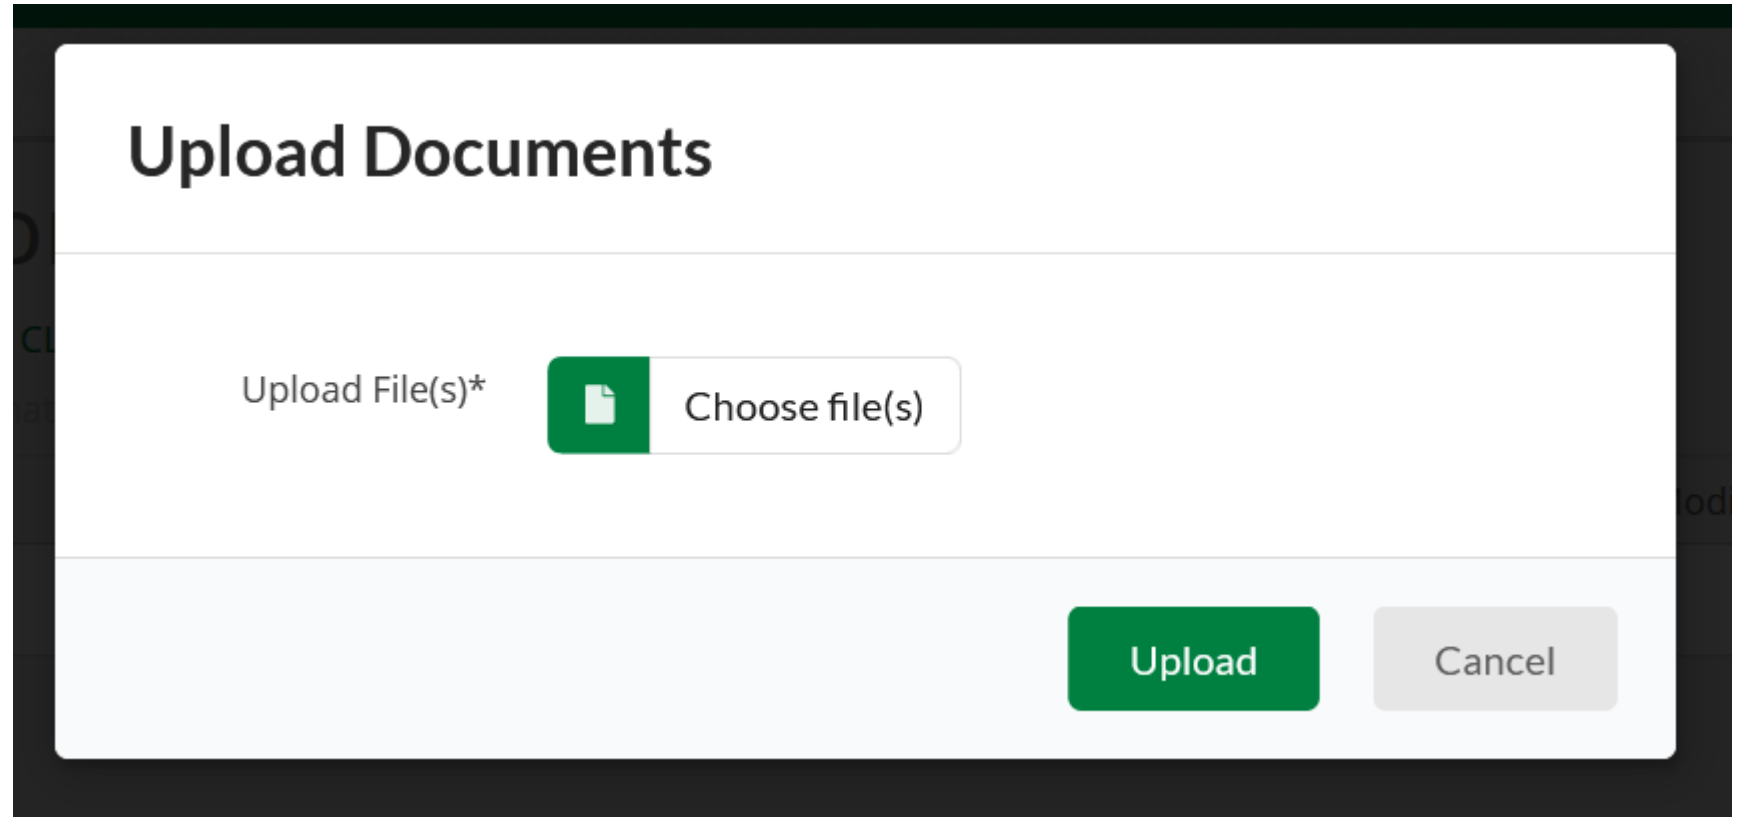 Upload Documents
Upload File(s)*
Choose file(s)
Upload
Cancel